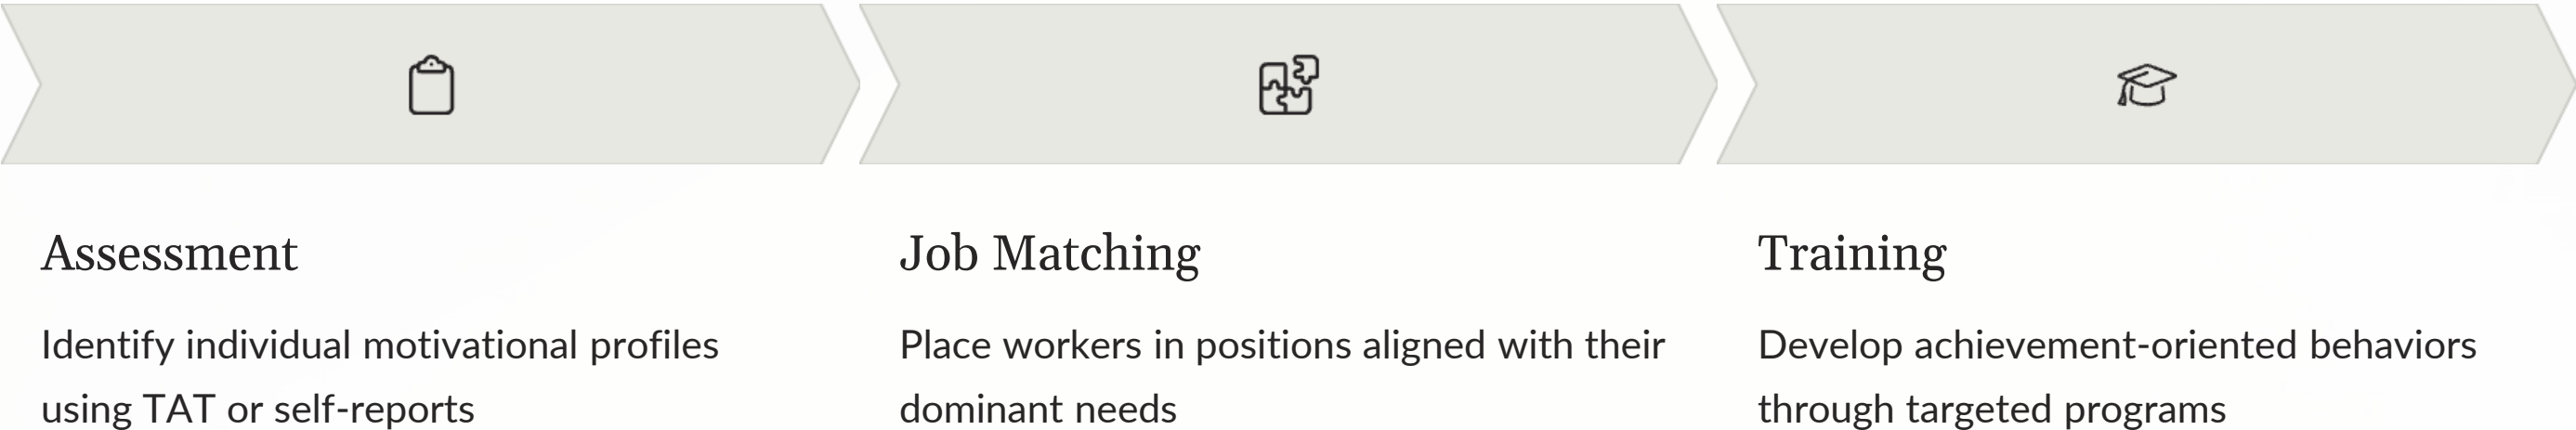 Assessment
Identify individual motivational profiles
using TAT or self-reports
Job Matching
Place workers in positions aligned with their
dominant needs
Training
Develop achievement-oriented behaviors
through targeted programs